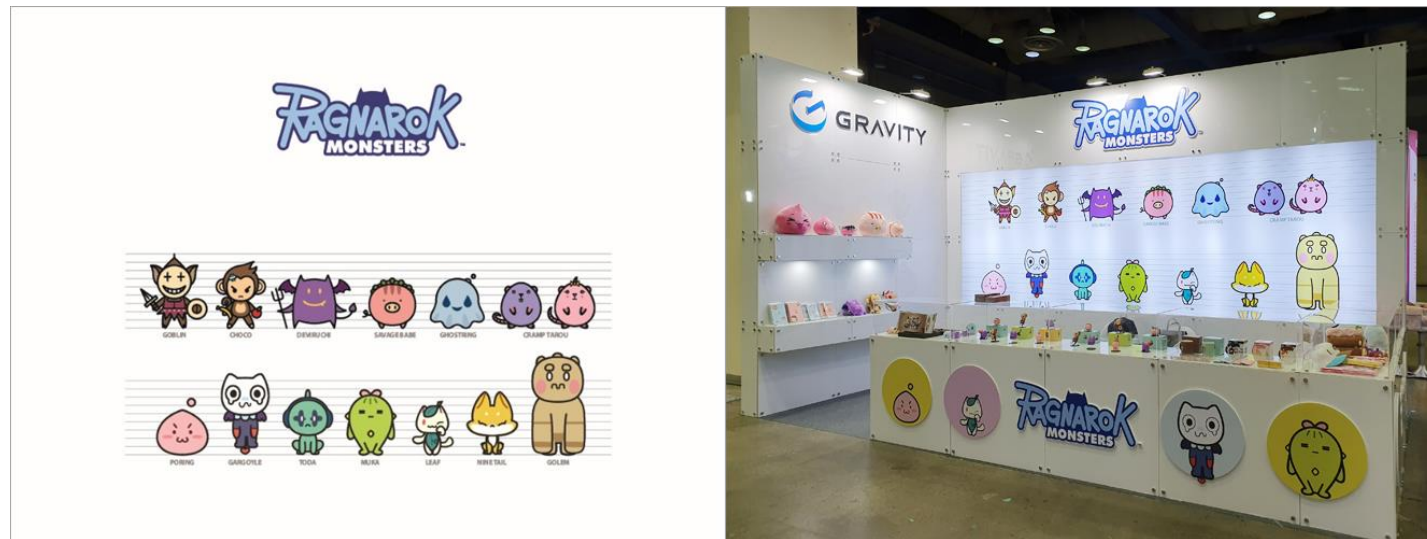 RAGNAROK
MONSTERS
™
GOBLIN
CHOCO
DEVIRUCHI
SAVAGE BABE
GHOSTRING
CRAMP TAROU
PORING
GARGOYLE
TODA
MUKA
LEAF
NINE TAIL
GOLEM
GRAVITY
RAGNAROK
MONSTERS
RAGNAROK
MONSTERS